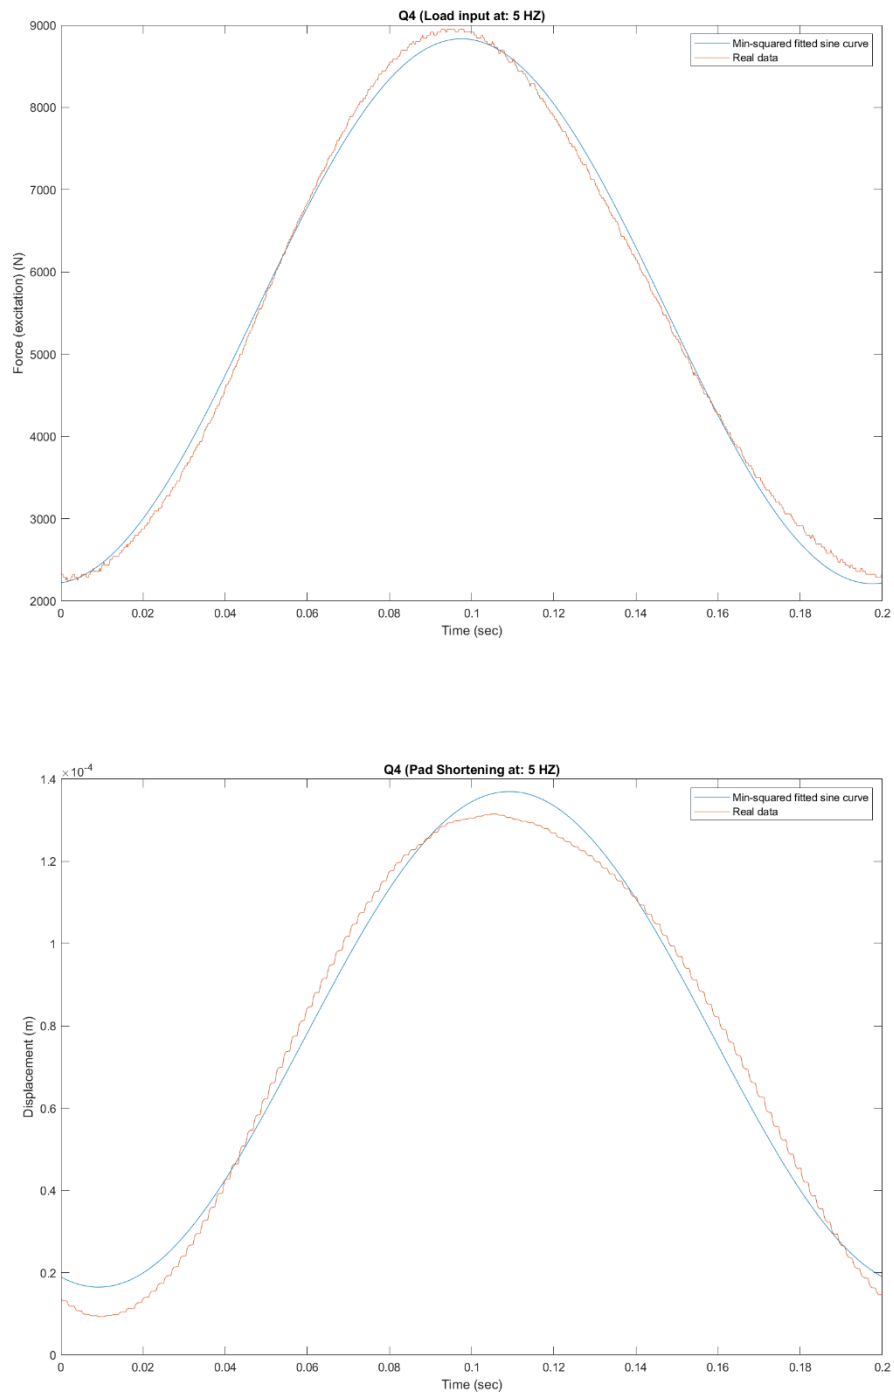 Q4 (Load input at: 5 HZ)
Min-squared fitted sine curve
Real data
9000
8000
7000
6000
5000
4000
3000
2000
Force (excitation) (N)
0 0.02 0.04 0.06 0.08 0.1 0.12 0.14 0.16 0.18 0.2
Time (sec)
×10-4
Q4 (Pad Shortening at: 5 HZ)
Min-squared fitted sine curve
Real data
1.4
1.2
1
0.8
0.6
0.4
0.2
0
Displacement (m)
0 0.02 0.04 0.06 0.08 0.1 0.12 0.14 0.16 0.18 0.2
Time (sec)